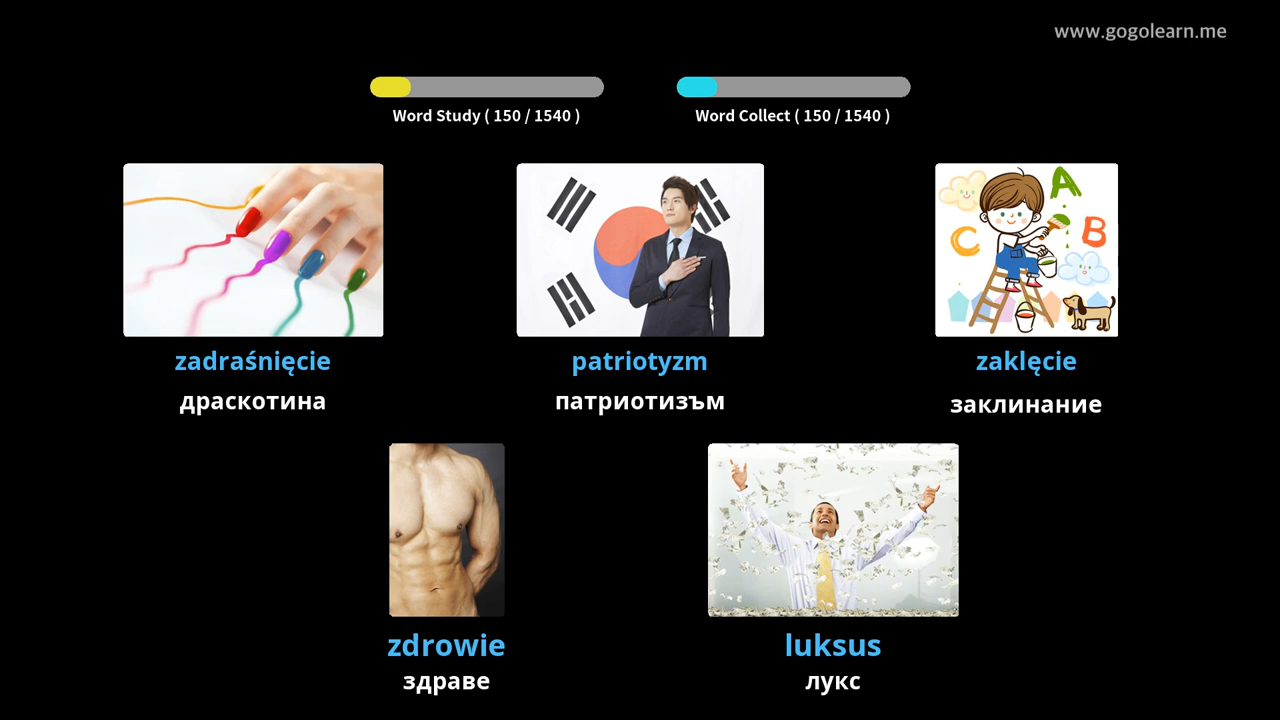 www.gogolearn.me
Word Study ( 150 / 1540 )
Word Collect ( 150 / 1540 )
A
B
C
zadraśnięcie
драскотина
patriotyzm
патриотизъм
zaklęcie
заклинание
zdrowie
здраве
luksus
лукс